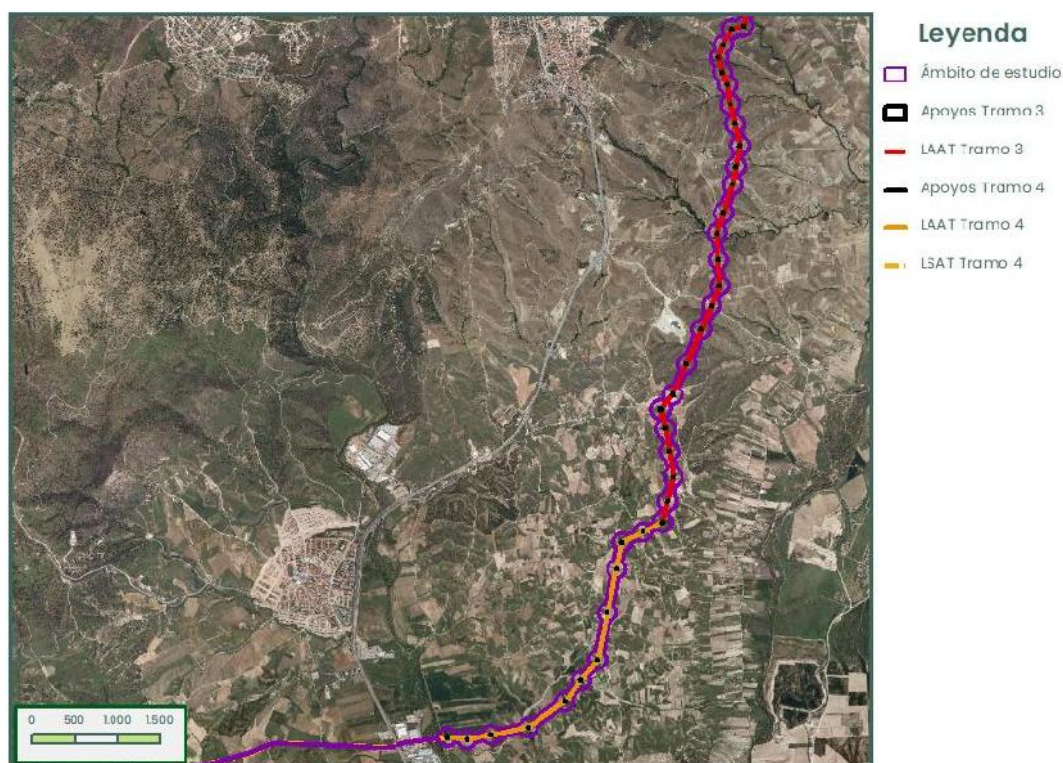 Leyenda
Ámbito de estudio
Apoyos Tramo 3
LAAT Tramo 3
Apoyos Tramo 4
LAAT Tramo 4
LSAT Tramo 4
0 500 1.000 1.500